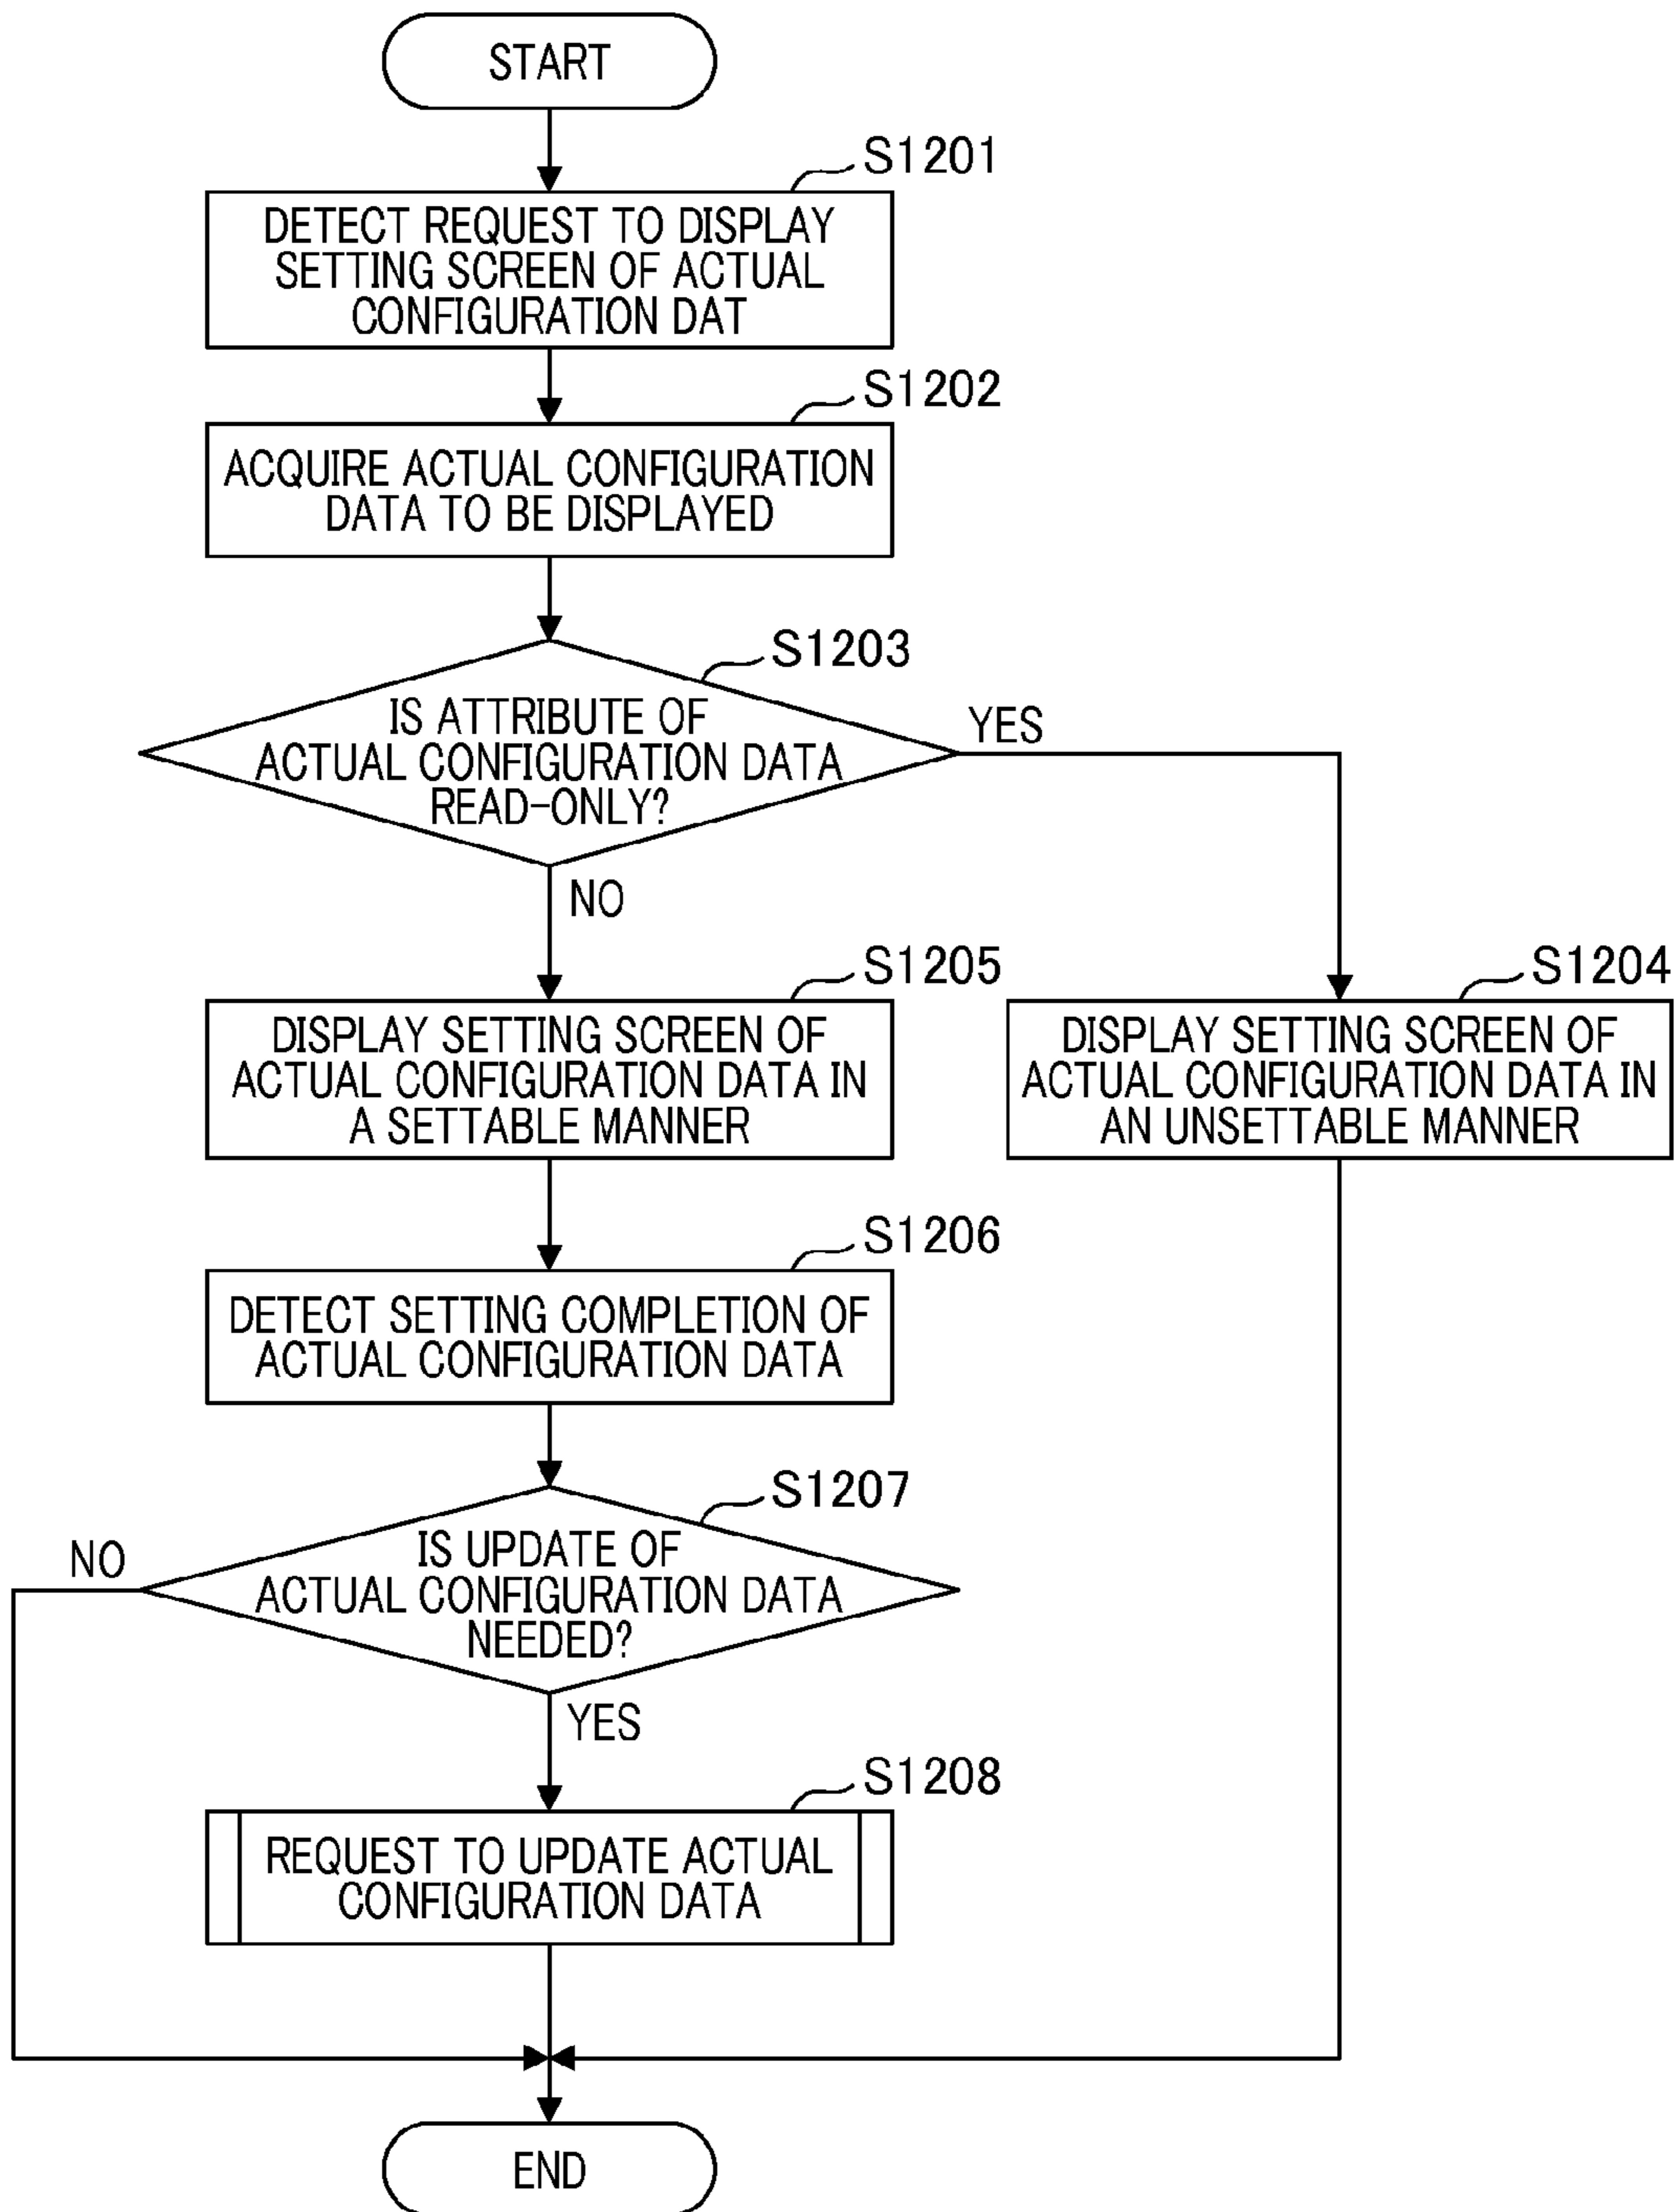 START
S1201
DETECT REQUEST TO DISPLAY
SETTING SCREEN OF ACTUAL
CONFIGURATION DAT
S1202
ACQUIRE ACTUAL CONFIGURATION
DATA TO BE DISPLAYED
S1203
IS ATTRIBUTE OF
ACTUAL CONFIGURATION DATA
READ-ONLY?
YES
NO
S1205
DISPLAY SETTING SCREEN OF
ACTUAL CONFIGURATION DATA IN
A SETTABLE MANNER
S1204
DISPLAY SETTING SCREEN OF
ACTUAL CONFIGURATION DATA IN
AN UNSETTABLE MANNER
S1206
DETECT SETTING COMPLETION OF
ACTUAL CONFIGURATION DATA
S1207
IS UPDATE OF
ACTUAL CONFIGURATION DATA
NEEDED?
NO
YES
S1208
REQUEST TO UPDATE ACTUAL
CONFIGURATION DATA
END